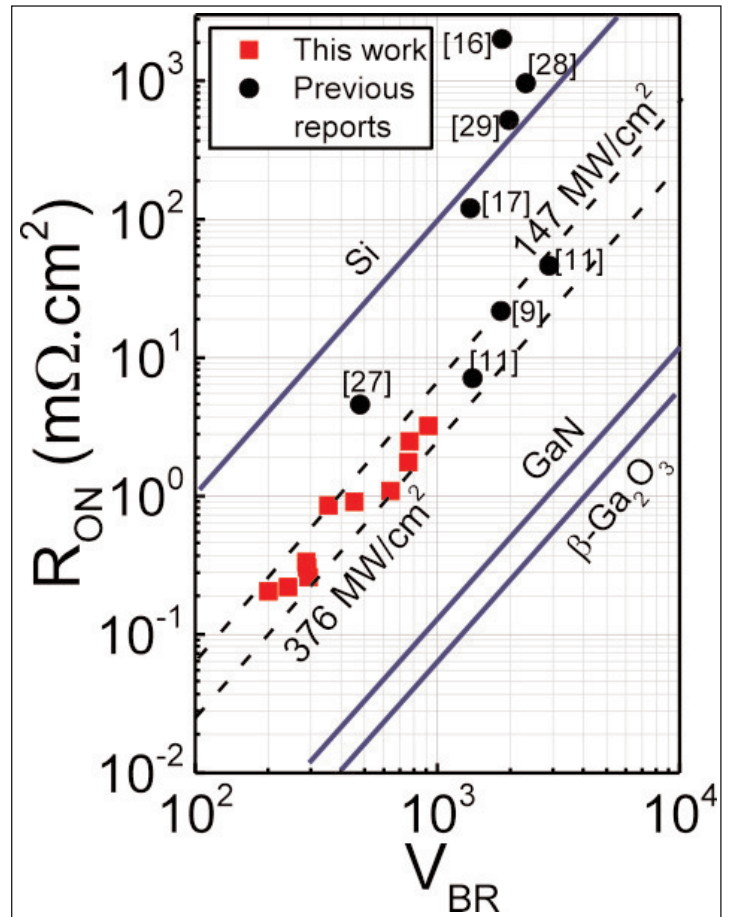 This work
Previous
reports
[16]
[28]
[29]
[17]
[11]
[9]
[11]
[27]
Si
147 MW/cm²
376 MW/cm²
GaN
β-Ga₂O₃
R_ON (mΩ.cm²)
10³
10²
10¹
10⁰
10⁻¹
10⁻²
10² 10³ 10⁴
V_BR